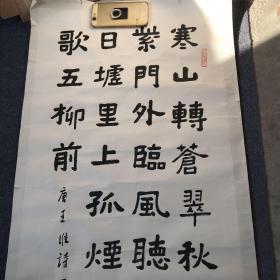 寒山轉蒼翠秋
柴門外臨風聽
日墟里上孤煙
歌五柳前
唐王維詩